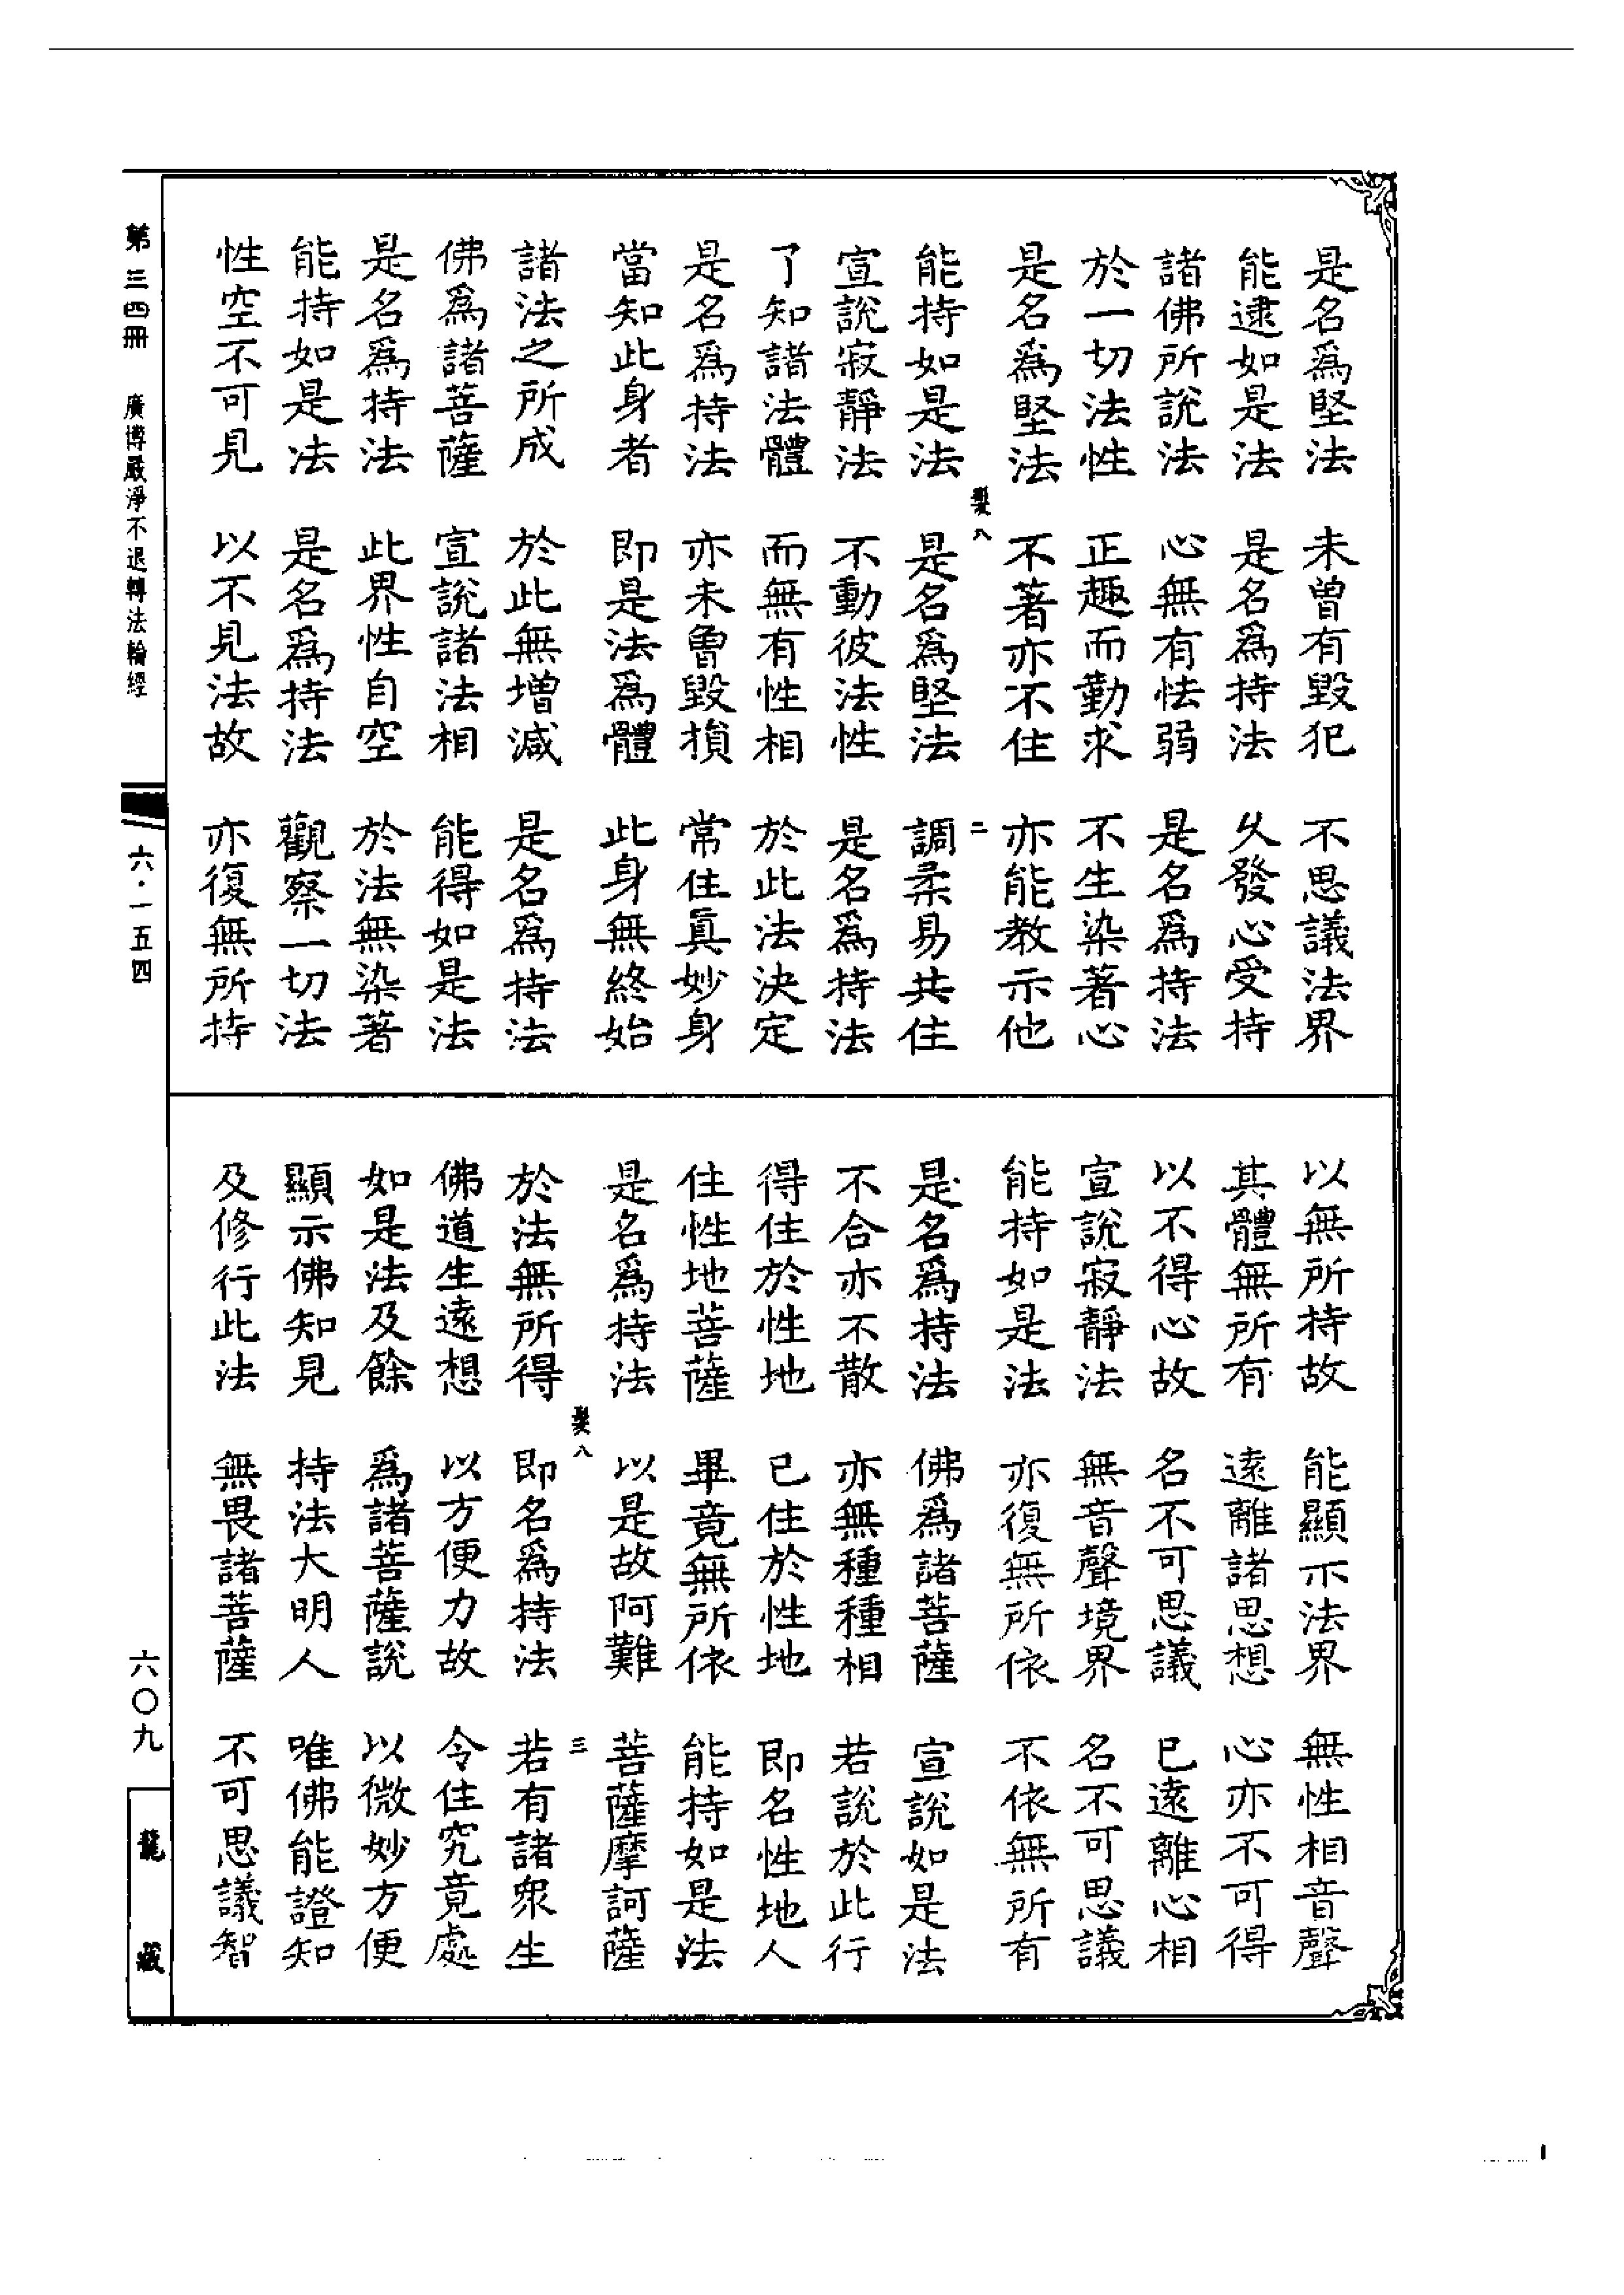 是名爲堅法　未曾有毀犯　不思議法界
能逮如是法　是名爲持法　久發心受持
諸佛所說法　心無有怯弱　是名爲持法
於一切法性　正趣而勤求　不生染著心
是名爲堅法　不著亦不住　亦能教示他
髮八　二
能持如是法　是名爲堅法　調柔易共住
宣說寂靜法　不動彼法性　是名爲持法
了知諸法體　而無有性相　於此法決定
是名爲持法　亦未曾毀損　常住眞妙身
當知此身者　即是法爲體　此身無終始
諸法之所成　於此無增減　是名爲持法
佛爲諸菩薩　宣說諸法相　能得如是法
是名爲持法　此界性自空　於法無染著
能持如是法　是名爲持法　觀察一切法
性空不可見　以不見法故　亦復無所持
以無所持故　能顯示法界　無性相音聲
其體無所有　遠離諸思想　心亦不可得
以不得心故　名不可思議　已遠離心相
宣說寂靜法　無音聲境界　名不可思議
能持如是法　亦復無所依　不依無所有
是名爲持法　佛爲諸菩薩　宣說如是法
不合亦不散　亦無種種相　若說於此行
得住於性地　已住於性地　即名性地人
住性地菩薩　畢竟無所依　能持如是法
是名爲持法　以是故阿難　菩薩摩訶薩
髮八　三
於法無所得　即名爲持法　若有諸眾生
佛道生遠想　以方便力故　令住究竟處
如是法及餘　爲諸菩薩說　以微妙方便
顯示佛知見　持法大明人　唯佛能證知
及修行此法　無畏諸菩薩　不可思議智
第三四冊　廣博嚴淨不退轉法輪經
六·一五四
六〇九
龍藏